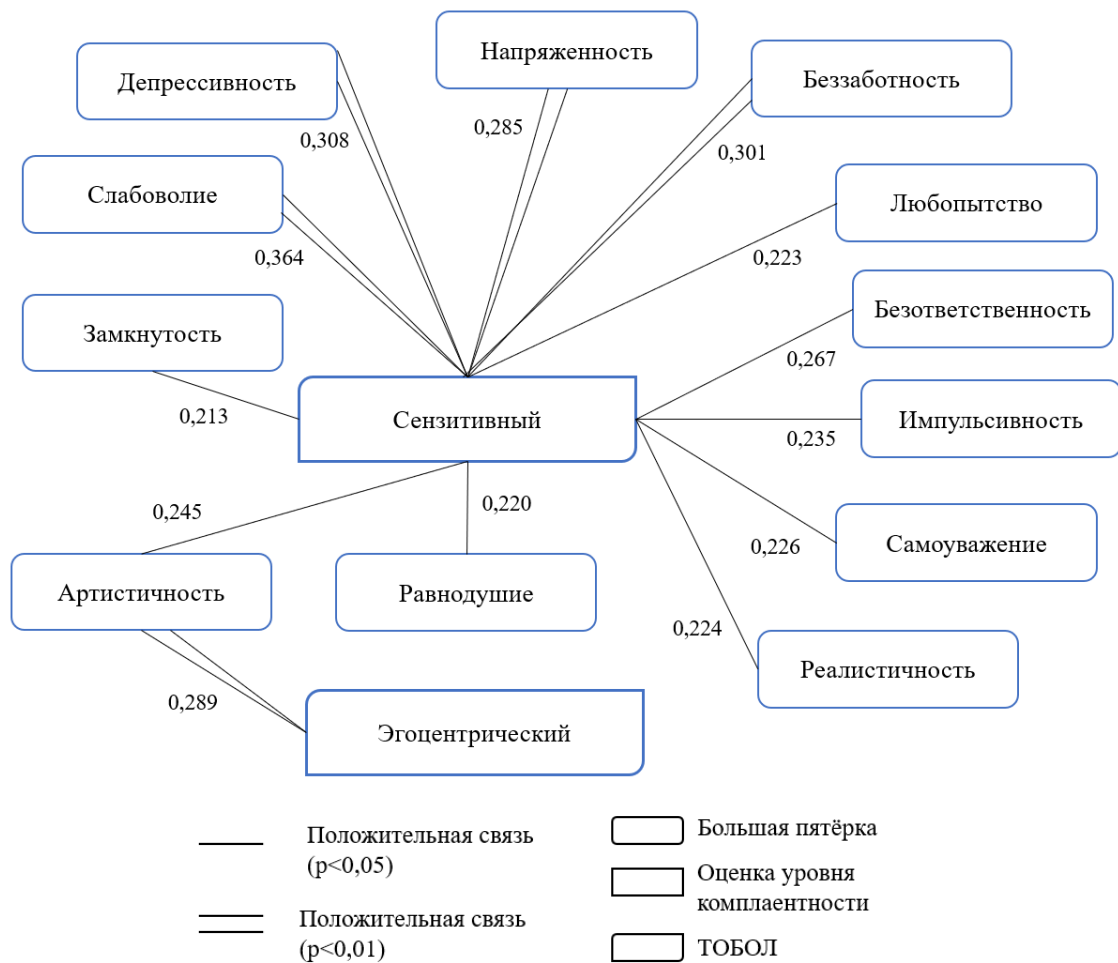 Напряженность
Депрессивность
Беззаботность
0,285
0,308
0,301
Слабоволие
Любопытство
0,364
0,223
Безответственность
Замкнутость
0,267
0,213
Сензитивный
Импульсивность
0,235
0,245
0,220
Самоуважение
0,226
Артистичность
Равнодушие
0,224
Реалистичность
0,289
Эгоцентрический
Положительная связь
(p<0,05)
Положительная связь
(p<0,01)
Большая пятёрка
Оценка уровня
комплаентности
ТОБОЛ